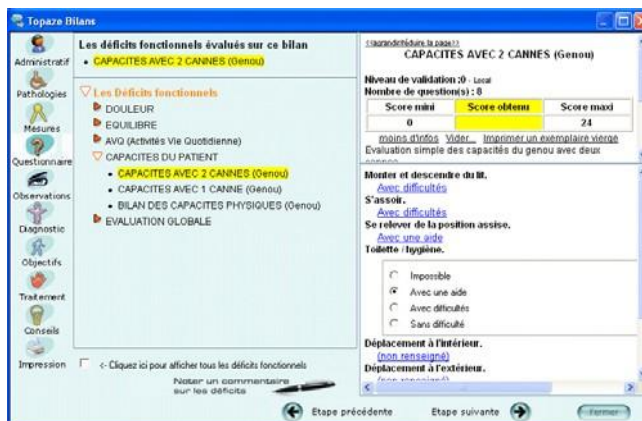 Topaze Bilans
Administratif
Pathologies
Mesures
Questionnaire
Observations
Diagnostic
Objectifs
Traitement
Conseils
Impression
Les déficits fonctionnels évalués sur ce bilan
CAPACITES AVEC 2 CANNES (Genou)
Les Déficits fonctionnels
DOULEUR
EQUILIBRE
AVQ (Activités Vie Quotidienne)
CAPACITES DU PATIENT
CAPACITES AVEC 2 CANNES (Genou)
CAPACITES AVEC 1 CANNE (Genou)
BILAN DES CAPACITES PHYSIQUES (Genou)
EVALUATION GLOBALE
<- Cliquez ici pour afficher tous les déficits fonctionnels
Noter un commentaire
sur les déficits
<<agrandir/réduire la page>>
CAPACITES AVEC 2 CANNES (Genou)
Niveau de validation :0 - Local
Nombre de question(s) : 8
Score mini Score obtenu Score maxi
0 24
moins d'infos Vider... Imprimer un exemplaire vierge
Evaluation simple des capacités du genou avec deux
Monter et descendre du lit.
Avec difficultés
S'assoir.
Avec difficultés
Se relever de la position assise.
Avec une aide
Toilette / hygiène.
Impossible
Avec une aide
Avec difficultés
Sans difficulté
Déplacement à l'intérieur.
(non renseigné)
Déplacement à l'extérieur.
(non renseigné)
Etape précédente Etape suivante Fermer